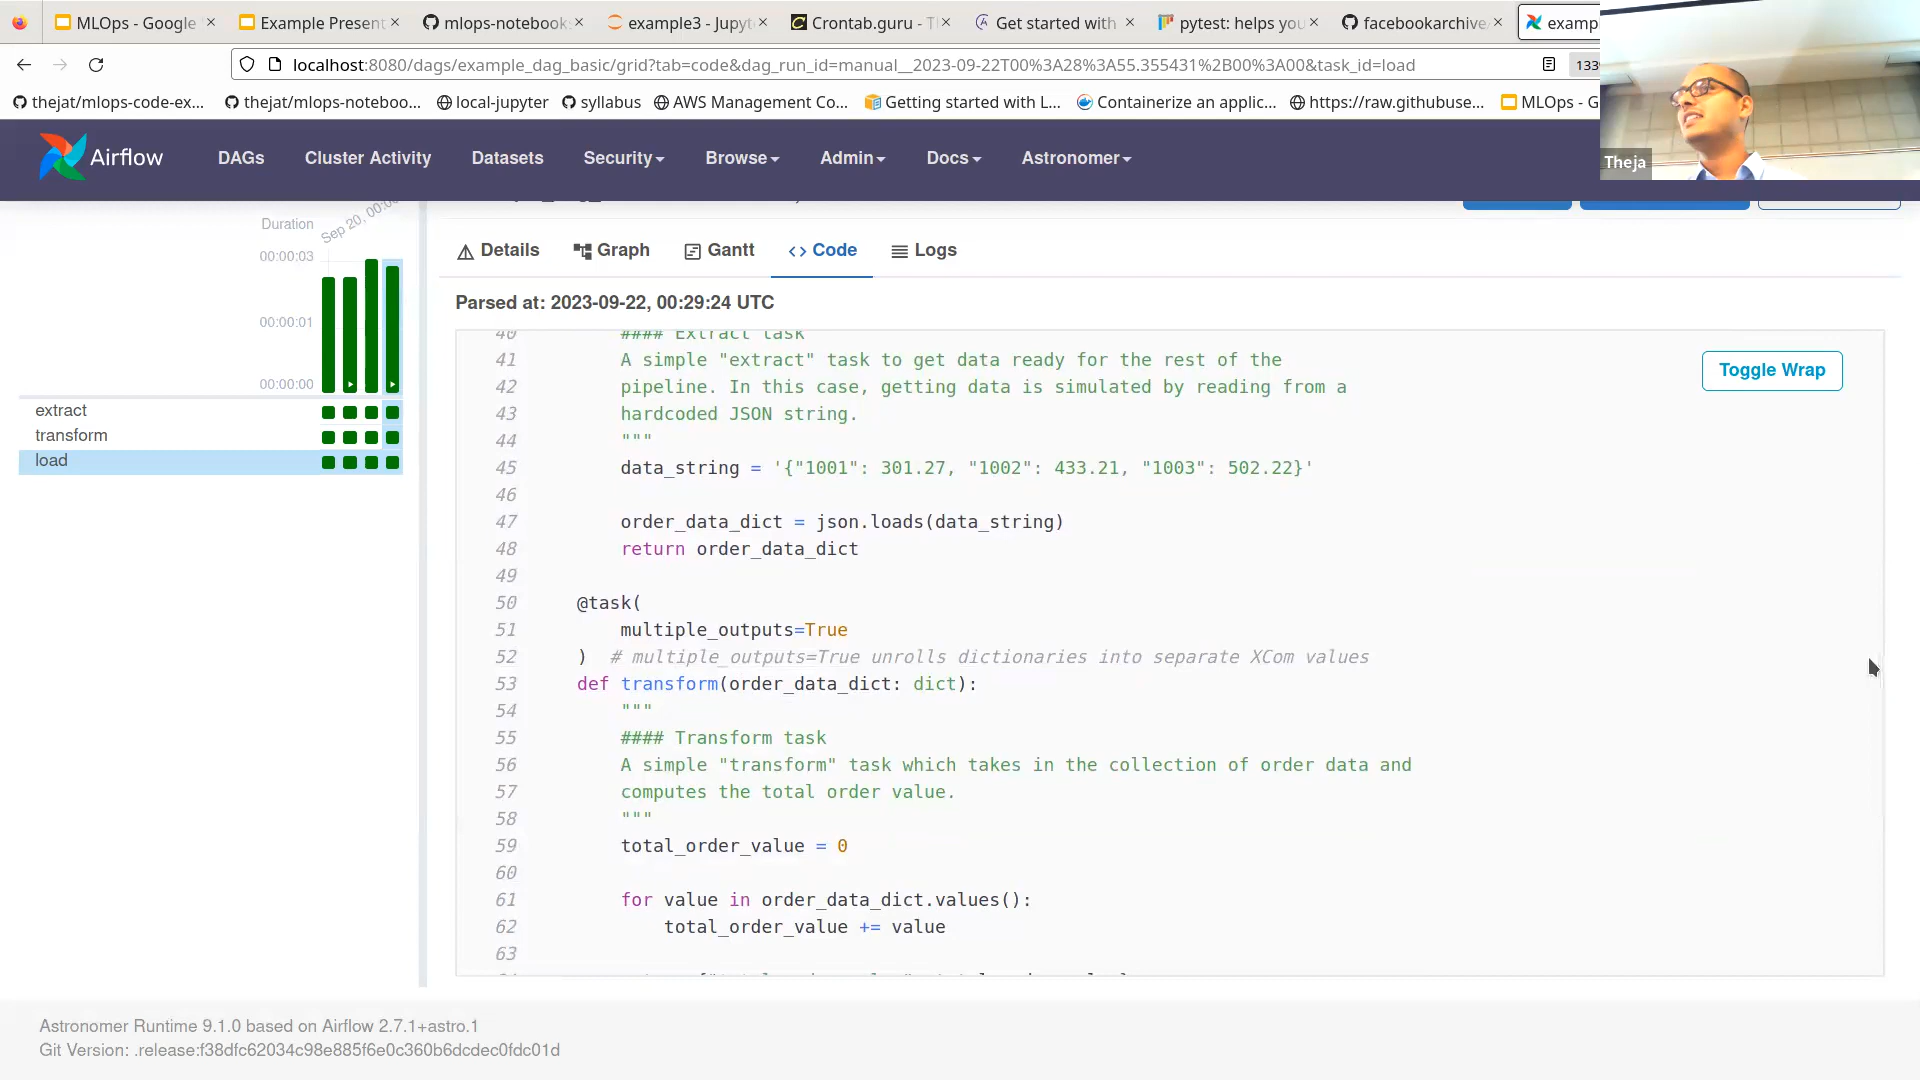 MLOps - Google
Example Present
mlops-notebook
example3 - Jupyt
Crontab.guru - T
Get started with
pytest: helps you
facebookarchive
examp
localhost:8080/dags/example_dag_basic/grid?tab=code&dag_run_id=manual__2023-09-22T00%3A28%3A55.355431%2B00%3A00&task_id=load
133%
thejat/mlops-code-ex...
thejat/mlops-noteboo...
local-jupyter
syllabus
AWS Management Co...
Getting started with L...
Containerize an applic...
https://raw.githubuse...
MLOps - G
Theja
Airflow
DAGs
Cluster Activity
Datasets
Security
Browse
Admin
Docs
Astronomer
Duration
Sep 20, 00:00
00:00:03
00:00:01
00:00:00
extract
transform
load
Details
Graph
Gantt
<> Code
Logs
Parsed at: 2023-09-22, 00:29:24 UTC
Toggle Wrap
40 #### Extract task
41 A simple "extract" task to get data ready for the rest of the
42 pipeline. In this case, getting data is simulated by reading from a
43 hardcoded JSON string.
44 """
45 data_string = '{"1001": 301.27, "1002": 433.21, "1003": 502.22}'
46
47 order_data_dict = json.loads(data_string)
48 return order_data_dict
49
50 @task(
51 multiple_outputs=True
52 ) # multiple_outputs=True unrolls dictionaries into separate XCom values
53 def transform(order_data_dict: dict):
54 """
55 #### Transform task
56 A simple "transform" task which takes in the collection of order data and
57 computes the total order value.
58 """
59 total_order_value = 0
60
61 for value in order_data_dict.values():
62 total_order_value += value
63
Astronomer Runtime 9.1.0 based on Airflow 2.7.1+astro.1
Git Version: .release:f38dfc62034c98e885f6e0c360b6dcdec0fdc01d